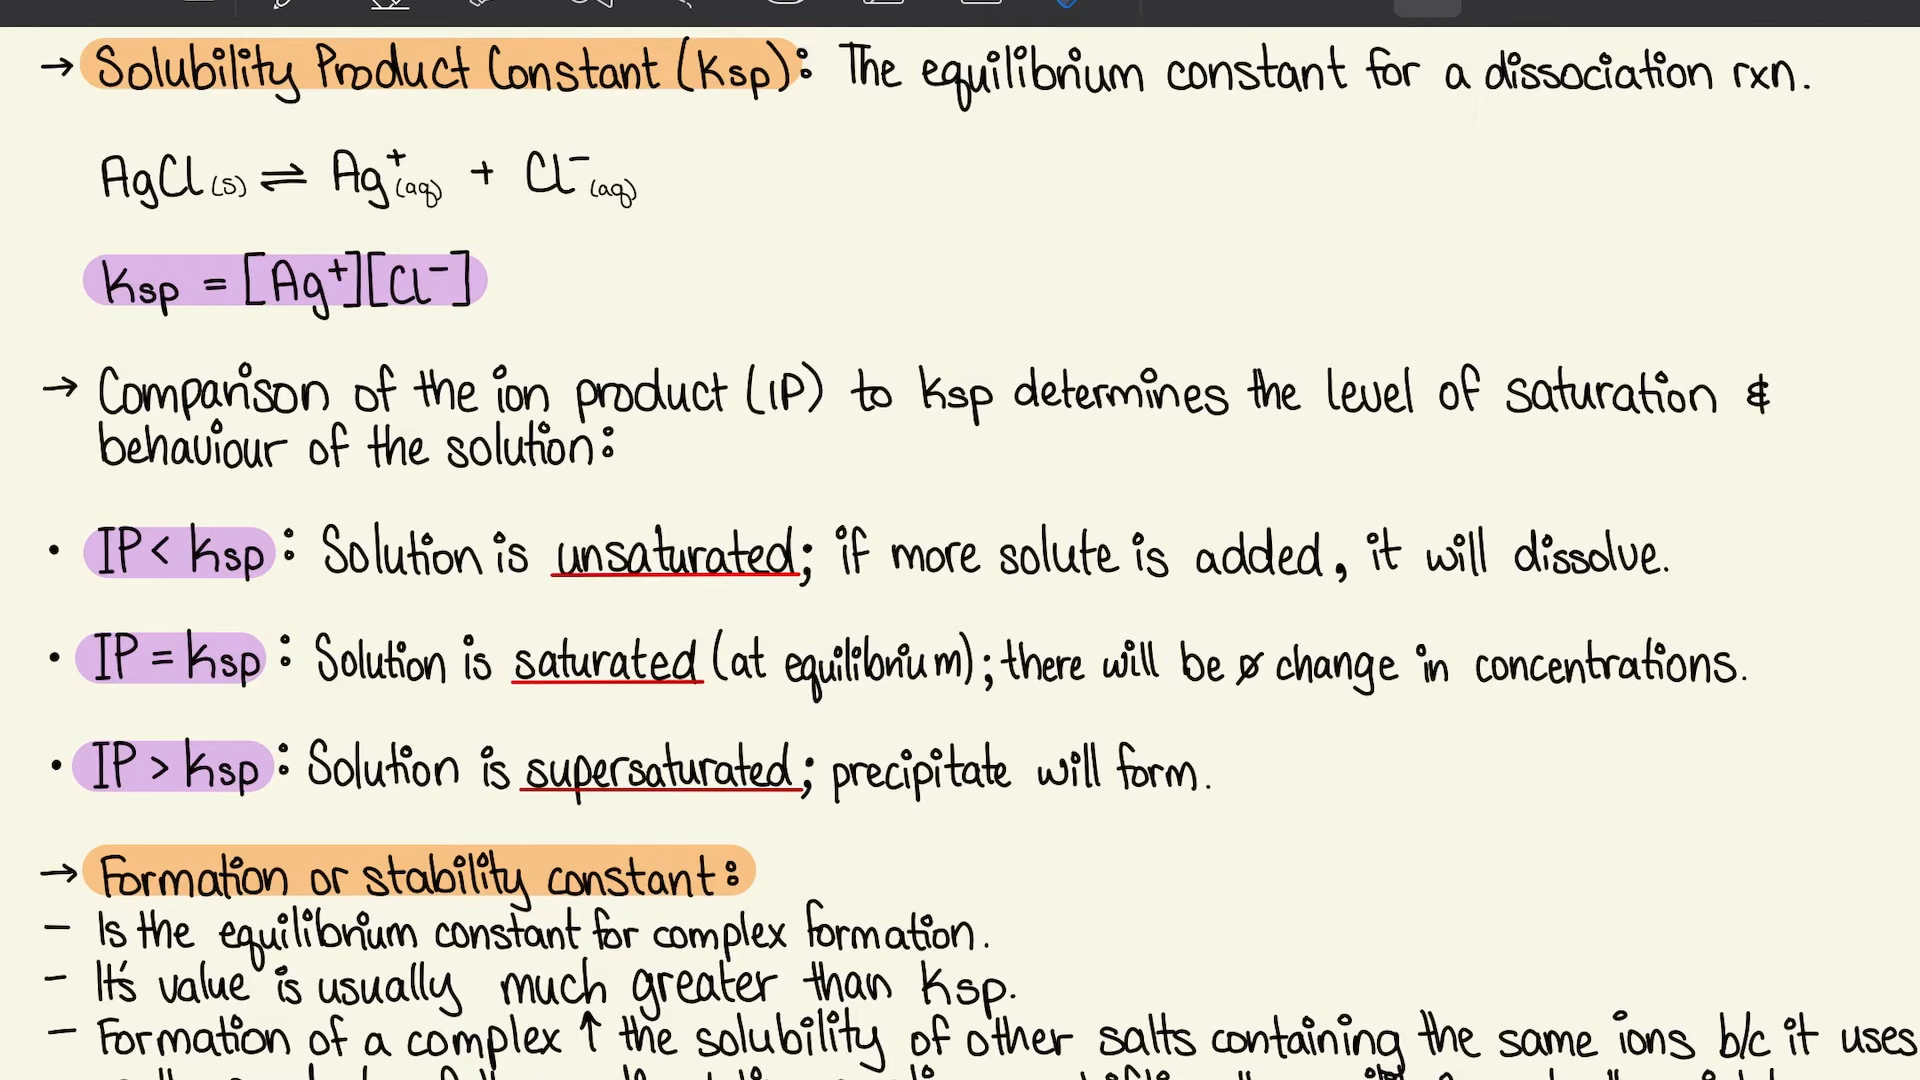 → Solubility Product Constant (Ksp): The equilibrium constant for a dissociation rxn.
AgCl(s) ⇌ Ag⁺(aq) + Cl⁻(aq)
Ksp = [Ag⁺][Cl⁻]
→ Comparison of the ion product (IP) to Ksp determines the level of saturation &
behaviour of the solution:
• IP < Ksp : Solution is unsaturated; if more solute is added, it will dissolve.
• IP = Ksp : Solution is saturated (at equilibrium); there will be ø change in concentrations.
• IP > Ksp : Solution is supersaturated; precipitate will form.
→ Formation or stability constant:
– Is the equilibrium constant for complex formation.
– It's value is usually much greater than Ksp.
– Formation of a complex ↑ the solubility of other salts containing the same ions b/c it uses